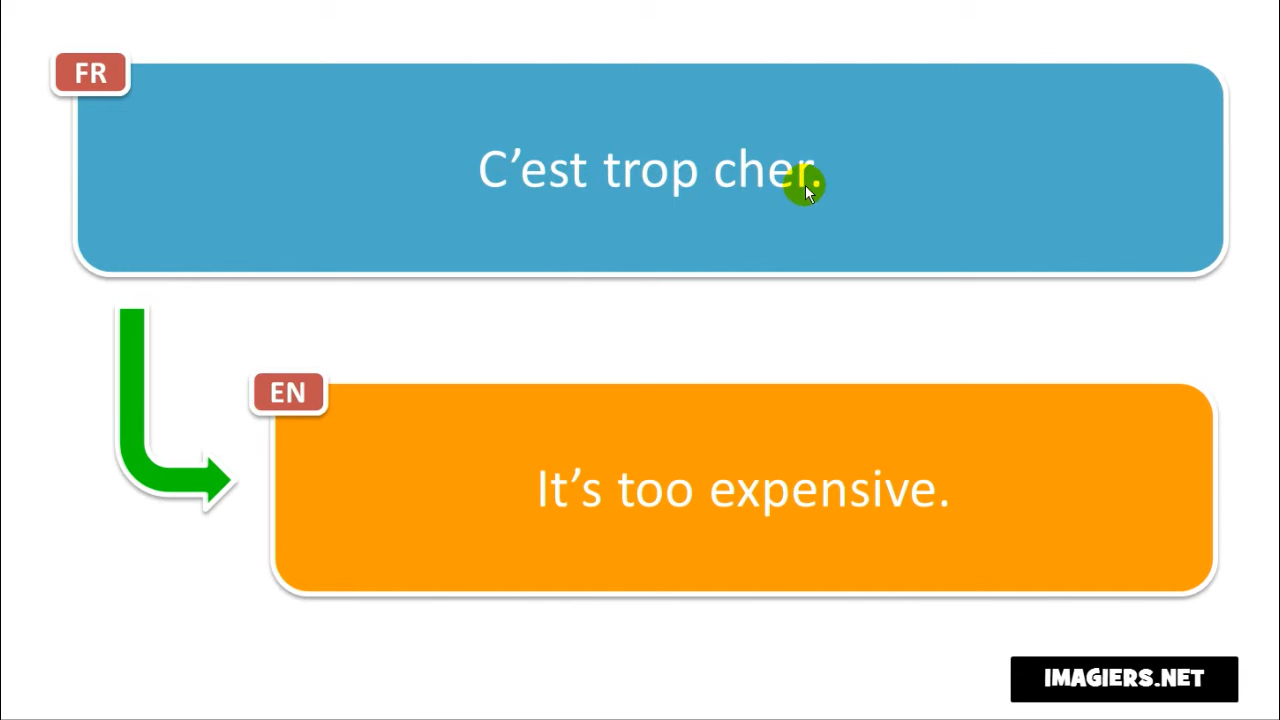 FR
C’est trop cher.
EN
It’s too expensive.
IMAGIERS.NET